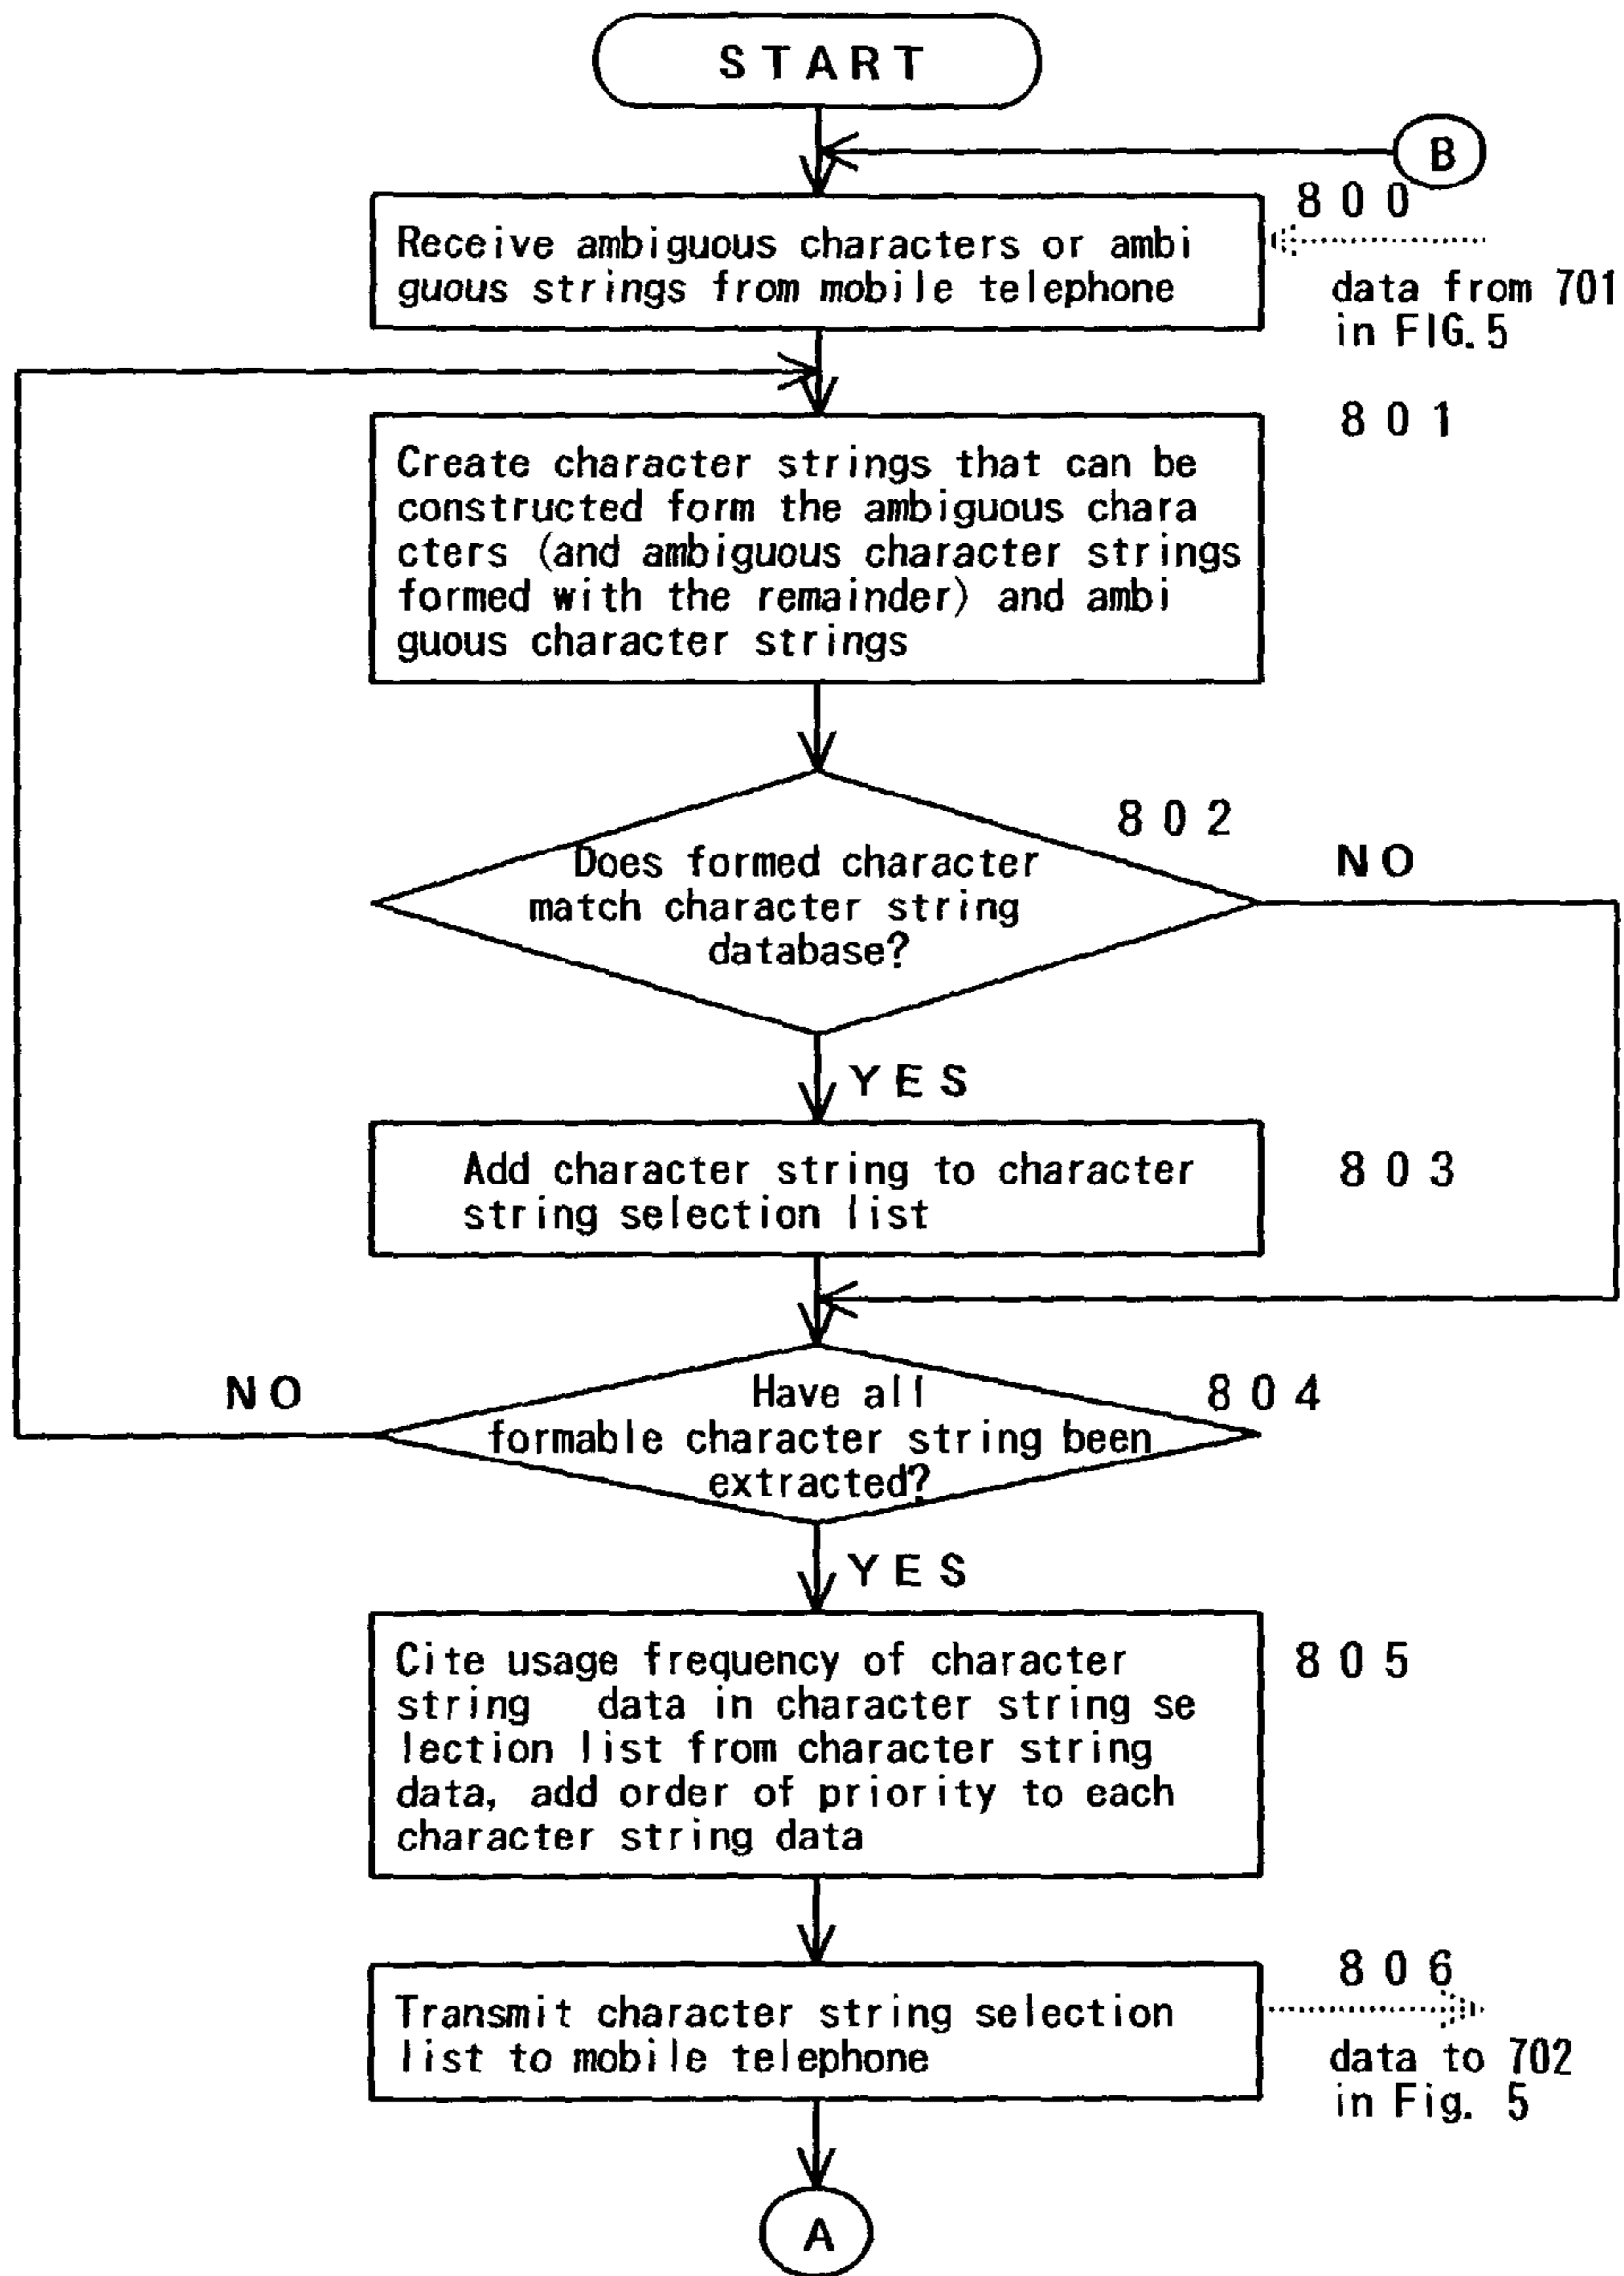 START
B
800
Receive ambiguous characters or ambi
guous strings from mobile telephone
data from 701
in FIG. 5
801
Create character strings that can be
constructed form the ambiguous chara
cters (and ambiguous character strings
formed with the remainder) and ambi
guous character strings
802
Does formed character
match character string
database?
NO
YES
Add character string to character
string selection list
803
NO
Have all
formable character string been
extracted?
804
YES
Cite usage frequency of character
string data in character string se
lection list from character string
data, add order of priority to each
character string data
805
806
Transmit character string selection
list to mobile telephone
data to 702
in Fig. 5
A